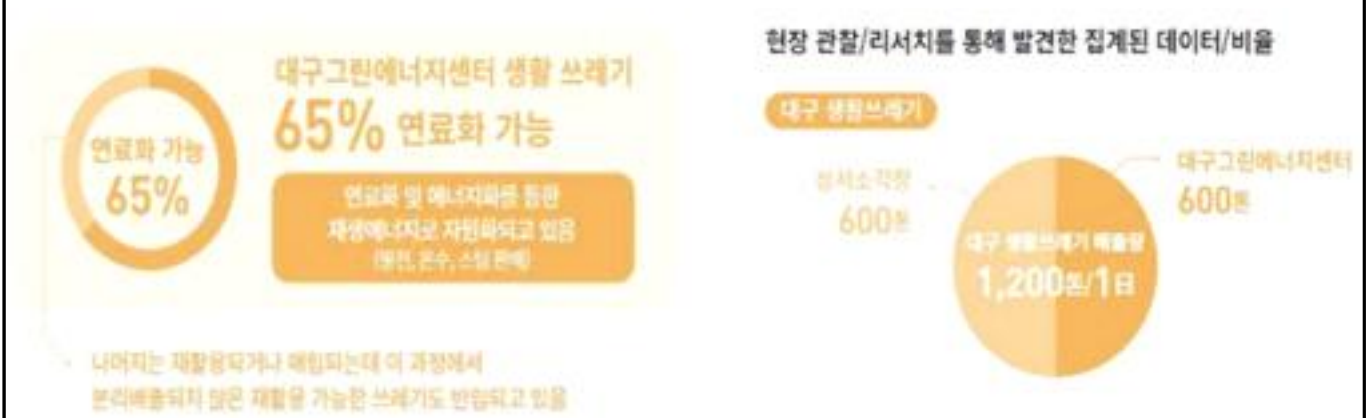 연료화 가능
65%
대구그린에너지센터 생활 쓰레기
65% 연료화 가능
연료화 및 에너지화를 통한
재생에너지로 자원화되고 있음
(발전, 온수, 스팀 판매)
나머지는 재활용되거나 매립되는데 이 과정에서
분리배출되지 않은 재활용 가능한 쓰레기도 반입되고 있음
현장 관찰/리서치를 통해 발견한 집계된 데이터/비율
대구 생활쓰레기
성서소각장
600톤
대구 생활쓰레기 배출량
1,200톤/1日
대구그린에너지센터
600톤